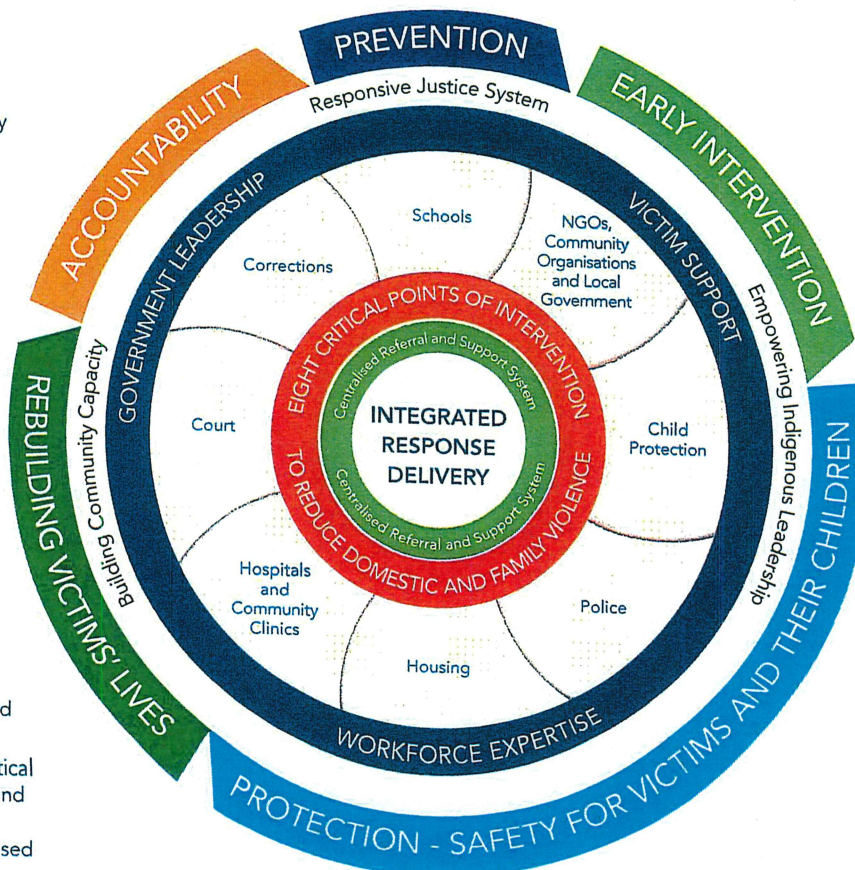 PREVENTION
EARLY INTERVENTION
PROTECTION - SAFETY FOR VICTIMS AND THEIR CHILDREN
REBUILDING VICTIMS' LIVES
ACCOUNTABILITY
Responsive Justice System
Empowering Indigenous Leadership
Building Community Capacity
GOVERNMENT LEADERSHIP
VICTIM SUPPORT
WORKFORCE EXPERTISE
Schools
NGOs,
Community
Organisations
and Local
Government
Child
Protection
Police
Housing
Hospitals
and
Community
Clinics
Court
Corrections
EIGHT CRITICAL POINTS OF INTERVENTION
TO REDUCE DOMESTIC AND FAMILY VIOLENCE
Centralised Referral and Support System
Centralised Referral and Support System
INTEGRATED
RESPONSE
DELIVERY
y
d
tical
nd
sed